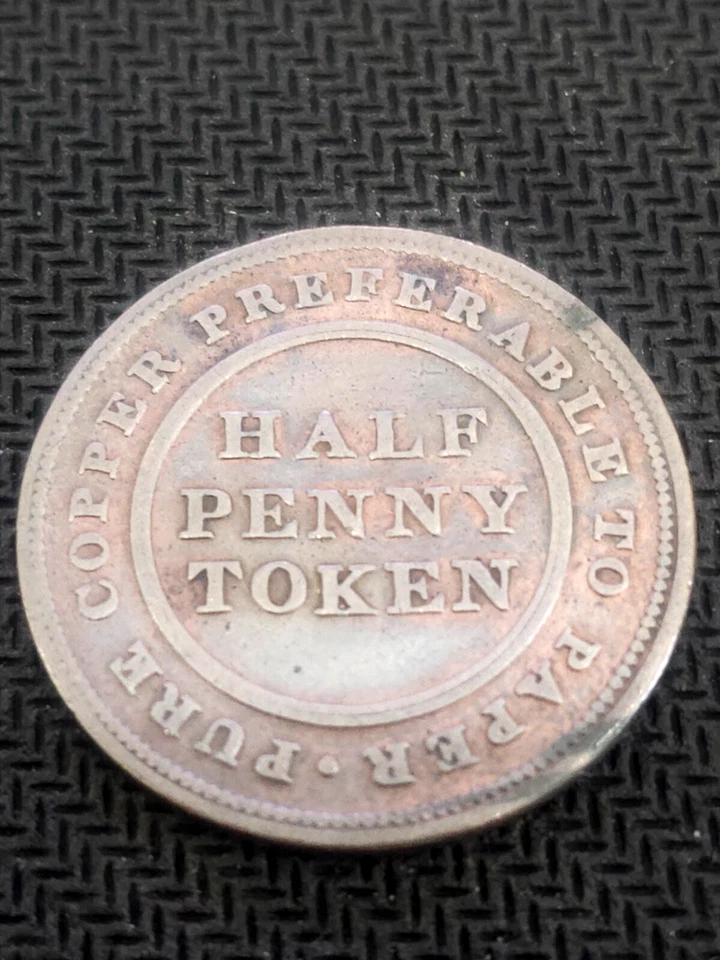 PURE COPPER PREFERABLE TO PAPER ·
HALF
PENNY
TOKEN